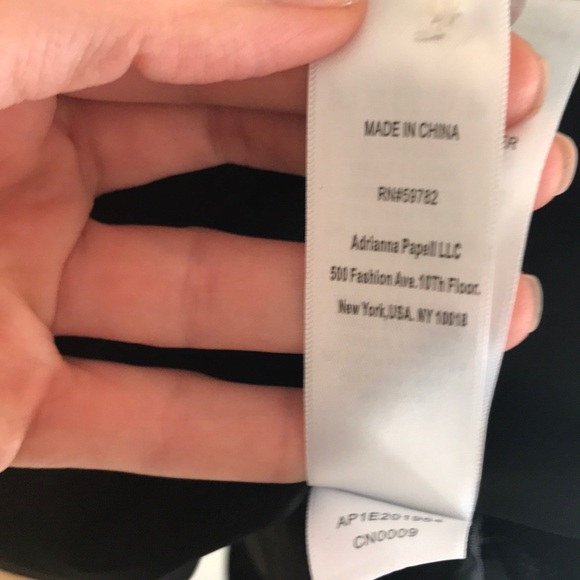 MADE IN CHINA
RN#59782
Adrianna Papell LLC
500 Fashion Ave.10Th Floor.
New York,USA. NY 10018
CN0009